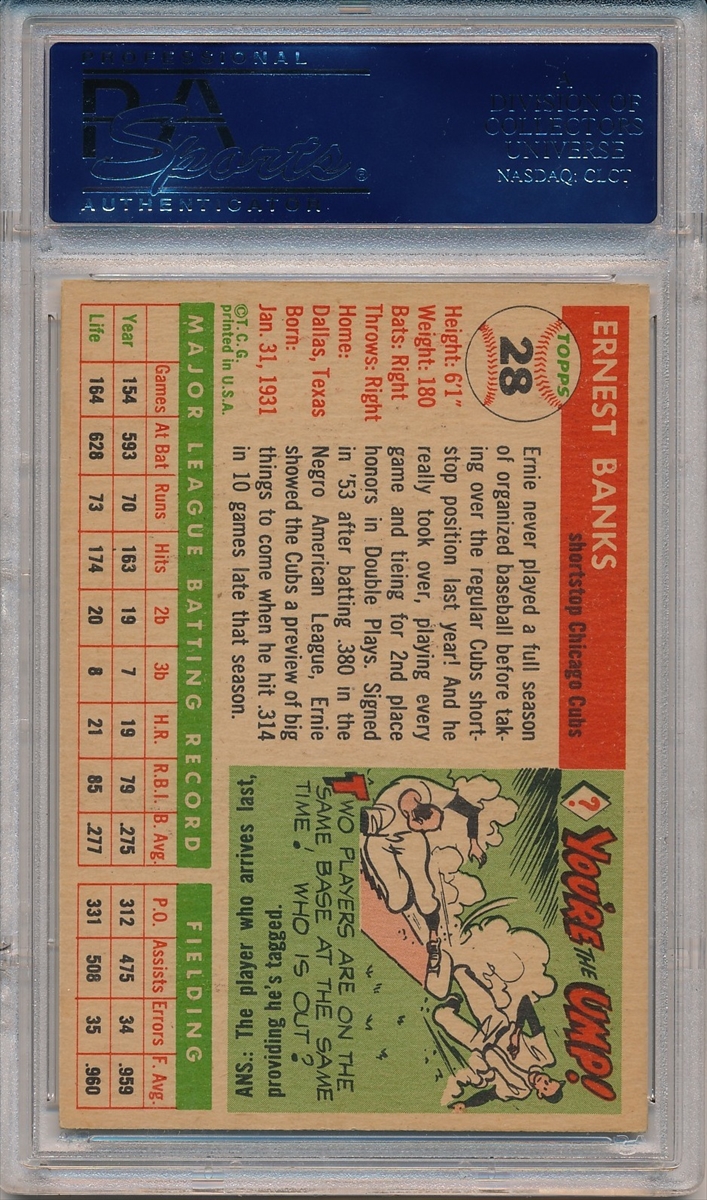 PROFESSIONAL
PSA
Sports®
AUTHENTICATOR
A
DIVISION OF
COLLECTORS
UNIVERSE
NASDAQ: CLCT
TOPPS
28
ERNEST BANKS
shortstop Chicago Cubs
Height: 6'1"
Weight: 180
Bats: Right
Throws: Right
Home:
Dallas, Texas
Born:
Jan. 31, 1931
©T.C.G.
printed in U.S.A.
Ernie never played a full season
of organized baseball before tak-
ing over the regular Cubs short-
stop position last year! And he
really took over, playing every
game and tieing for 2nd place
honors in Double Plays. Signed
in '53 after batting .380 in the
Negro American League, Ernie
showed the Cubs a preview of big
things to come when he hit .314
in 10 games late that season.
? YOU'RE THE UMP!
TWO PLAYERS ARE ON THE
SAME BASE AT THE SAME
TIME! WHO IS OUT?
ANS.: The player who arrives last,
providing he's tagged.
MAJOR LEAGUE BATTING RECORD FIELDING
Games At Bat Runs Hits 2b 3b H.R. R.B.I. B. Avg. P.O. Assists Errors F. Avg.
Year 154 593 70 163 19 7 19 79 .275 312 475 34 .959
Life 164 628 73 174 20 8 21 85 .277 331 508 35 .960